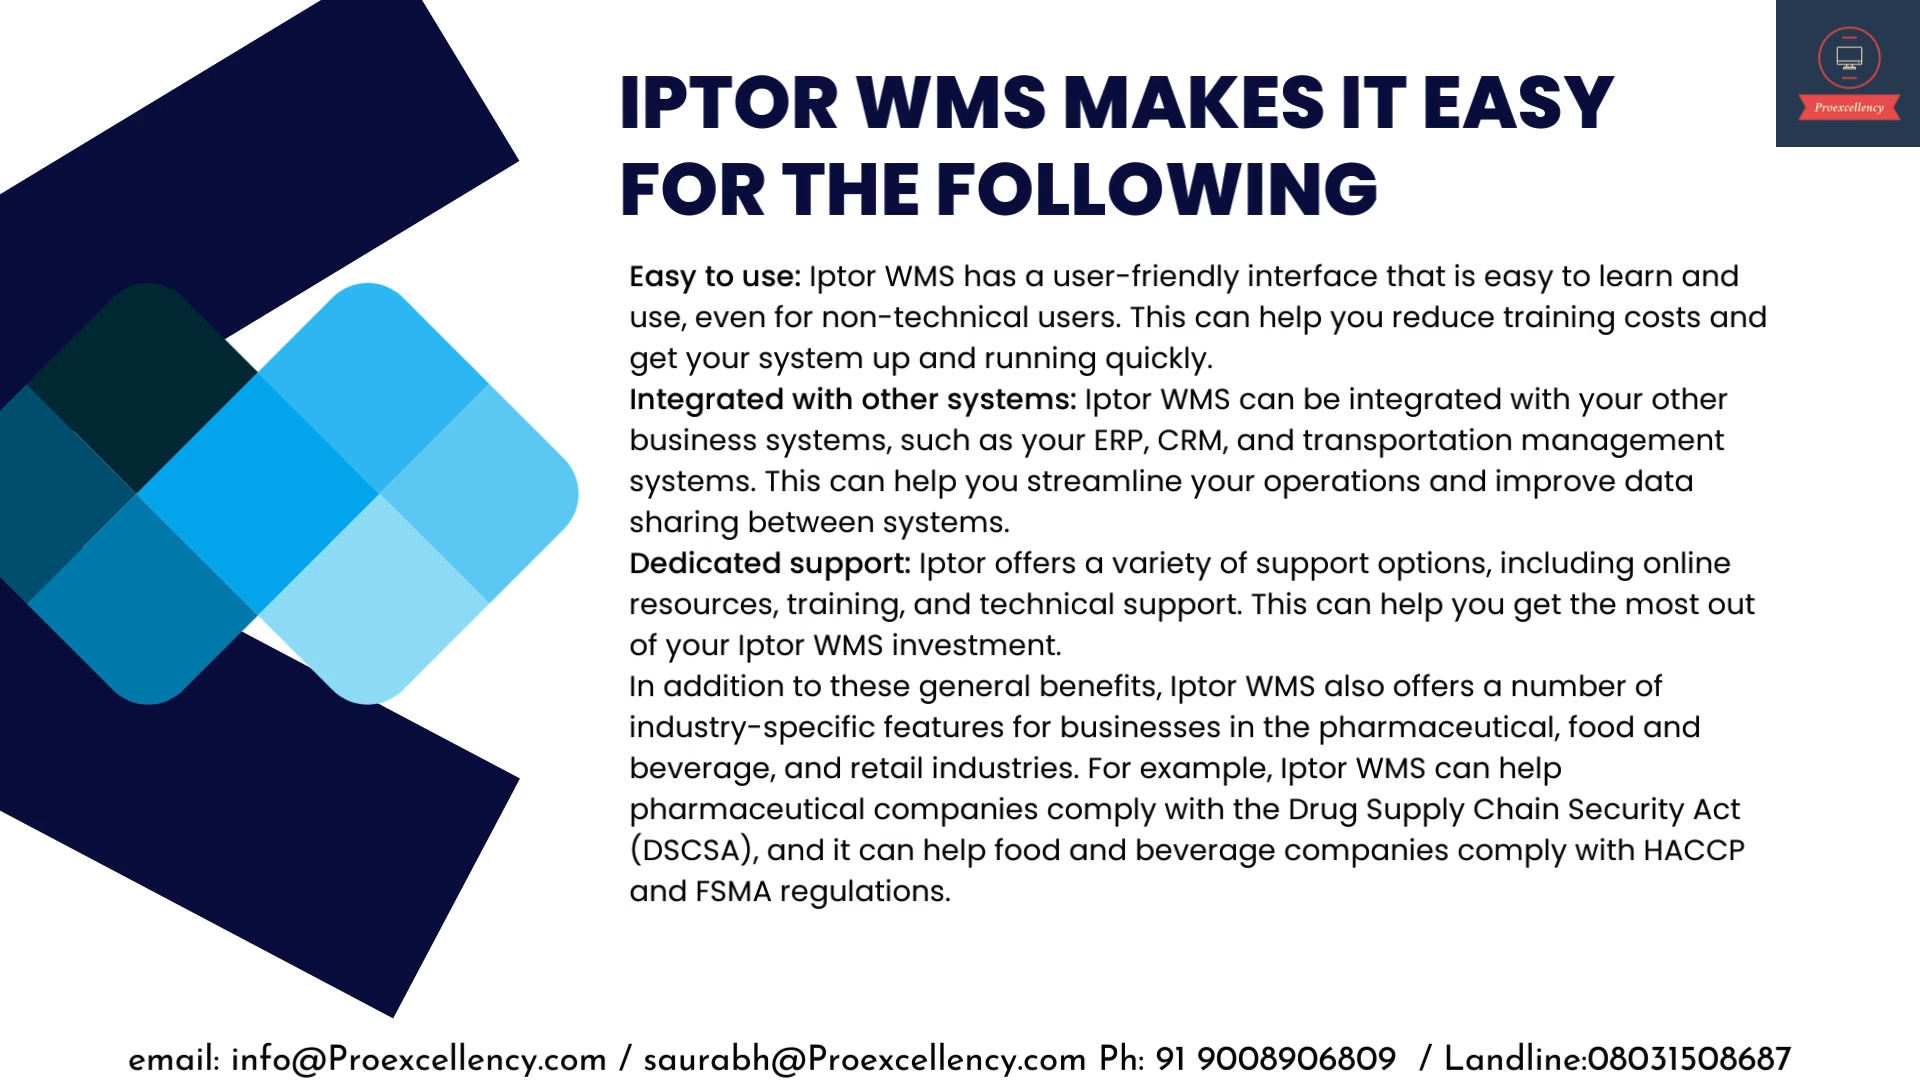 IPTOR WMS MAKES IT EASY
FOR THE FOLLOWING
Proexcellency
Easy to use: Iptor WMS has a user-friendly interface that is easy to learn and
use, even for non-technical users. This can help you reduce training costs and
get your system up and running quickly.
Integrated with other systems: Iptor WMS can be integrated with your other
business systems, such as your ERP, CRM, and transportation management
systems. This can help you streamline your operations and improve data
sharing between systems.
Dedicated support: Iptor offers a variety of support options, including online
resources, training, and technical support. This can help you get the most out
of your Iptor WMS investment.
In addition to these general benefits, Iptor WMS also offers a number of
industry-specific features for businesses in the pharmaceutical, food and
beverage, and retail industries. For example, Iptor WMS can help
pharmaceutical companies comply with the Drug Supply Chain Security Act
(DSCSA), and it can help food and beverage companies comply with HACCP
and FSMA regulations.
email: info@Proexcellency.com / saurabh@Proexcellency.com Ph: 91 9008906809 / Landline:08031508687